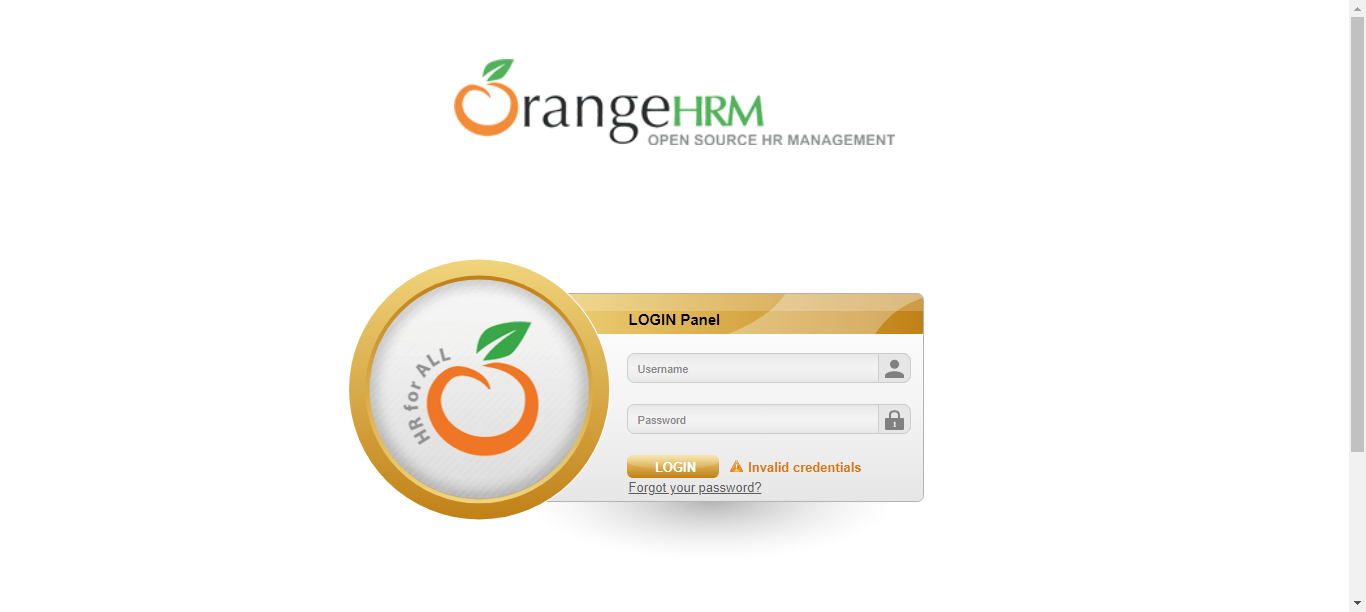 OrangeHRM
OPEN SOURCE HR MANAGEMENT
HR for ALL
LOGIN Panel
Username
Password
LOGIN Invalid credentials
Forgot your password?